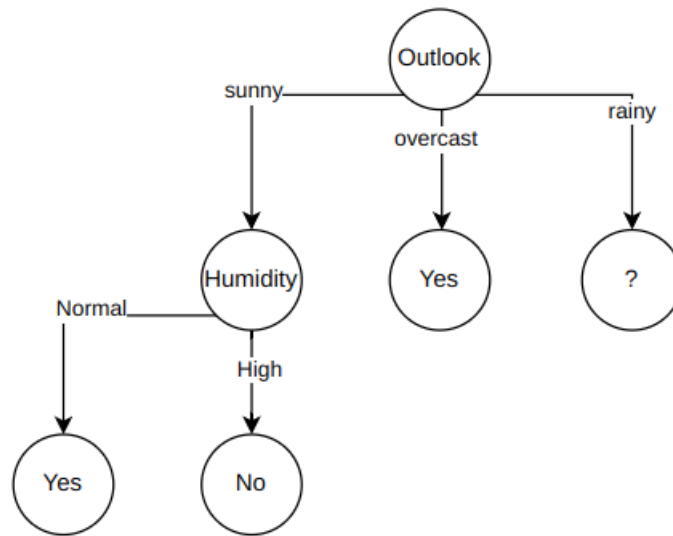 Outlook
sunny
overcast
rainy
Humidity
Yes
?
Normal
High
Yes
No